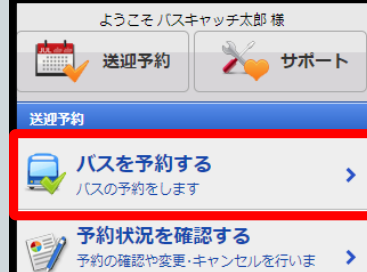 ようこそ バスキャッチ太郎 様
送迎予約
サポート
送迎予約
バスを予約する
バスの予約をします
予約状況を確認する
予約の確認や変更・キャンセルを行いま